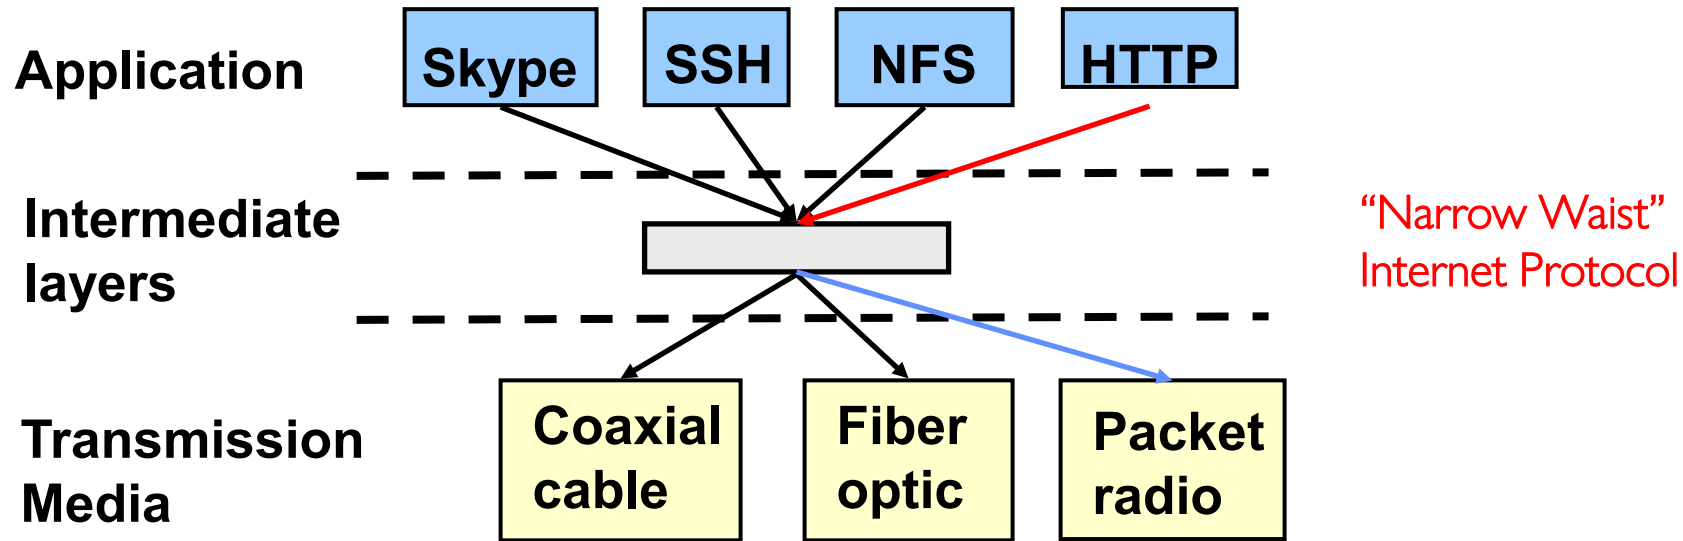 Application
Skype
SSH
NFS
HTTP
Intermediate
layers
“Narrow Waist”
Internet Protocol
Transmission
Media
Coaxial
cable
Fiber
optic
Packet
radio